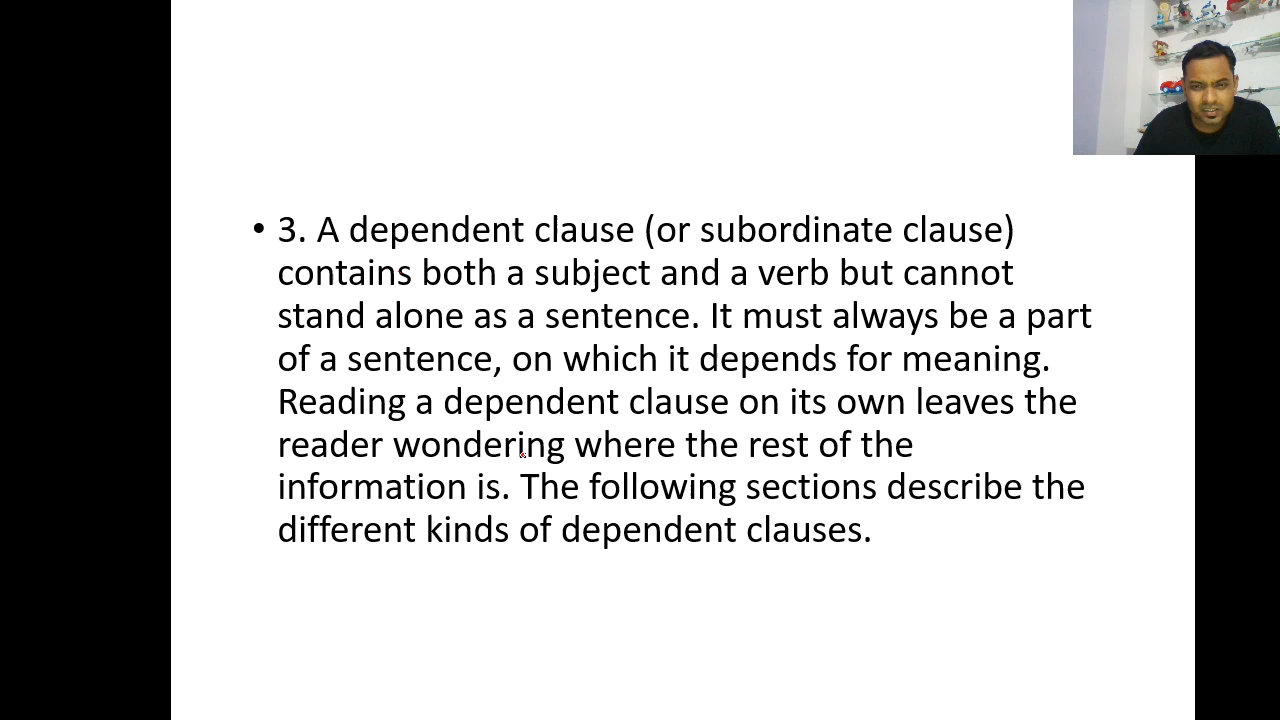 • 3. A dependent clause (or subordinate clause)
contains both a subject and a verb but cannot
stand alone as a sentence. It must always be a part
of a sentence, on which it depends for meaning.
Reading a dependent clause on its own leaves the
reader wondering where the rest of the
information is. The following sections describe the
different kinds of dependent clauses.